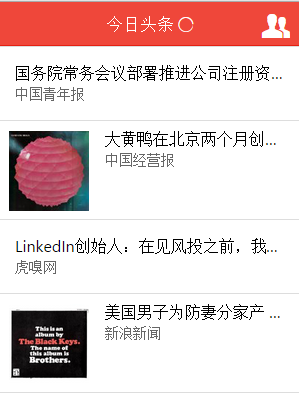 今日头条
国务院常务会议部署推进公司注册资...
中国青年报
大黄鸭在北京两个月创...
中国经营报
LinkedIn创始人：在见风投之前，我...
虎嗅网
美国男子为防妻分家产 ...
新浪新闻
This is an
album by
The Black Keys.
The name of
this album is
Brothers.